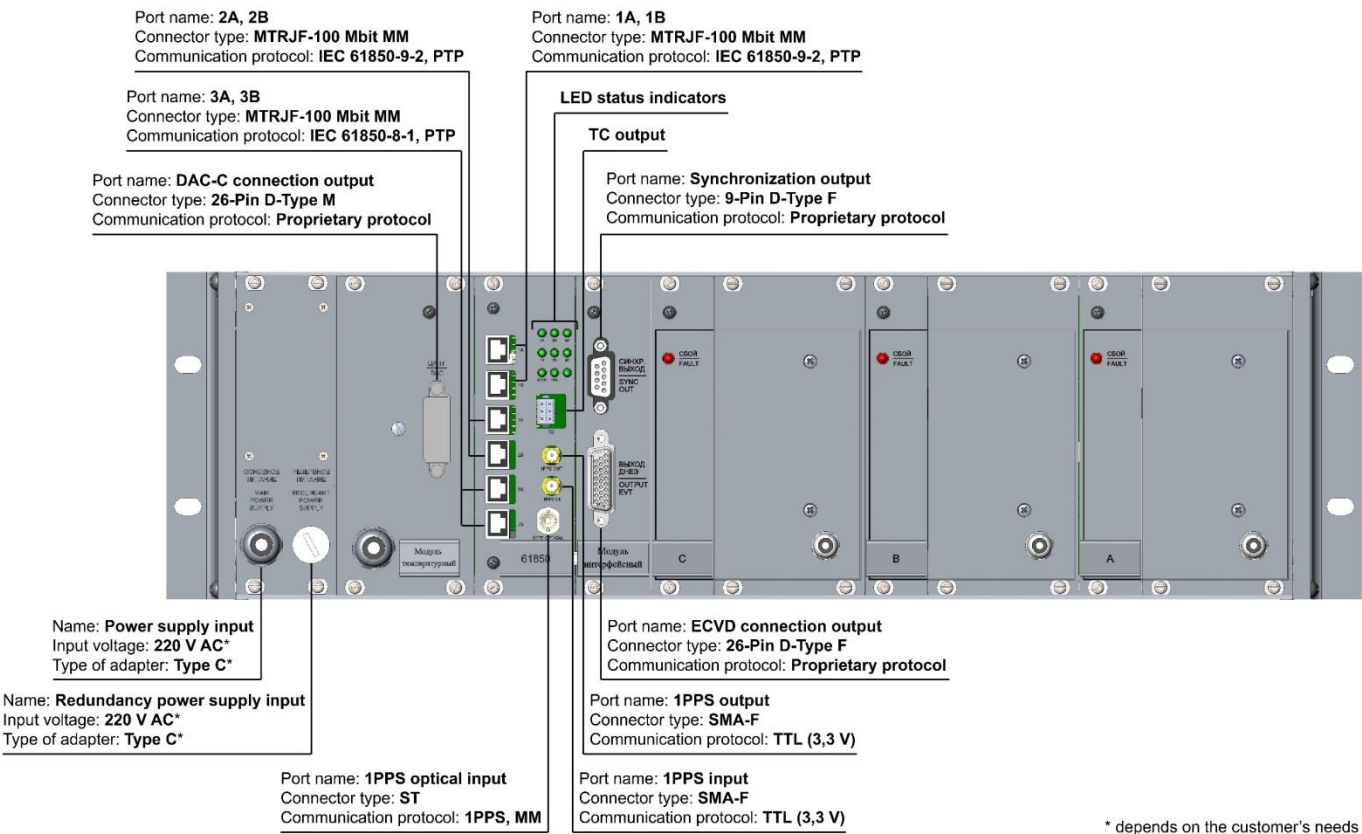 Port name: 2A, 2B
Connector type: MTRJF-100 Mbit MM
Communication protocol: IEC 61850-9-2, PTP
Port name: 1A, 1B
Connector type: MTRJF-100 Mbit MM
Communication protocol: IEC 61850-9-2, PTP
Port name: 3A, 3B
Connector type: MTRJF-100 Mbit MM
Communication protocol: IEC 61850-8-1, PTP
LED status indicators
TC output
Port name: DAC-C connection output
Connector type: 26-Pin D-Type M
Communication protocol: Proprietary protocol
Port name: Synchronization output
Connector type: 9-Pin D-Type F
Communication protocol: Proprietary protocol
СИНХР.
ВЫХОД
SYNC
OUT
СБОЙ
FAULT
СБОЙ
FAULT
СБОЙ
FAULT
ВЫХОД
ДНЕЭ
OUTPUT
EVT
ОСНОВНОЕ
ПИТАНИЕ
MAIN
POWER
SUPPLY
РЕЗЕРВНОЕ
ПИТАНИЕ
REDUNDANT
POWER
SUPPLY
Модуль
температурный
61850
Модуль
интерфейсный
C
B
A
Name: Power supply input
Input voltage: 220 V AC*
Type of adapter: Type C*
Name: Redundancy power supply input
Input voltage: 220 V AC*
Type of adapter: Type C*
Port name: ECVD connection output
Connector type: 26-Pin D-Type F
Communication protocol: Proprietary protocol
Port name: 1PPS output
Connector type: SMA-F
Communication protocol: TTL (3,3 V)
Port name: 1PPS optical input
Connector type: ST
Communication protocol: 1PPS, MM
Port name: 1PPS input
Connector type: SMA-F
Communication protocol: TTL (3,3 V)
* depends on the customer's needs